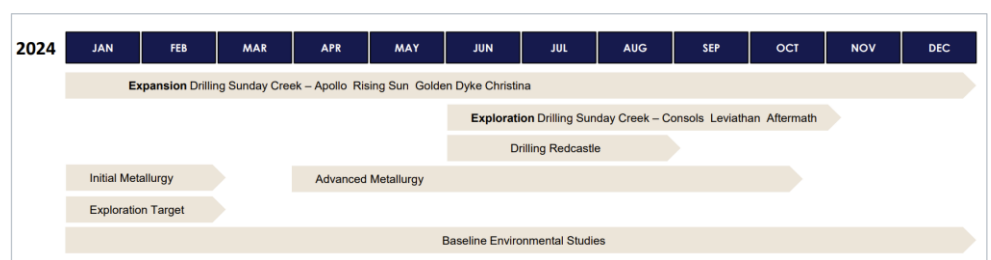 2024 JAN FEB MAR APR MAY JUN JUL AUG SEP OCT NOV DEC
Expansion Drilling Sunday Creek – Apollo Rising Sun Golden Dyke Christina
Exploration Drilling Sunday Creek – Consols Leviathan Aftermath
Drilling Redcastle
Initial Metallurgy Advanced Metallurgy
Exploration Target
Baseline Environmental Studies